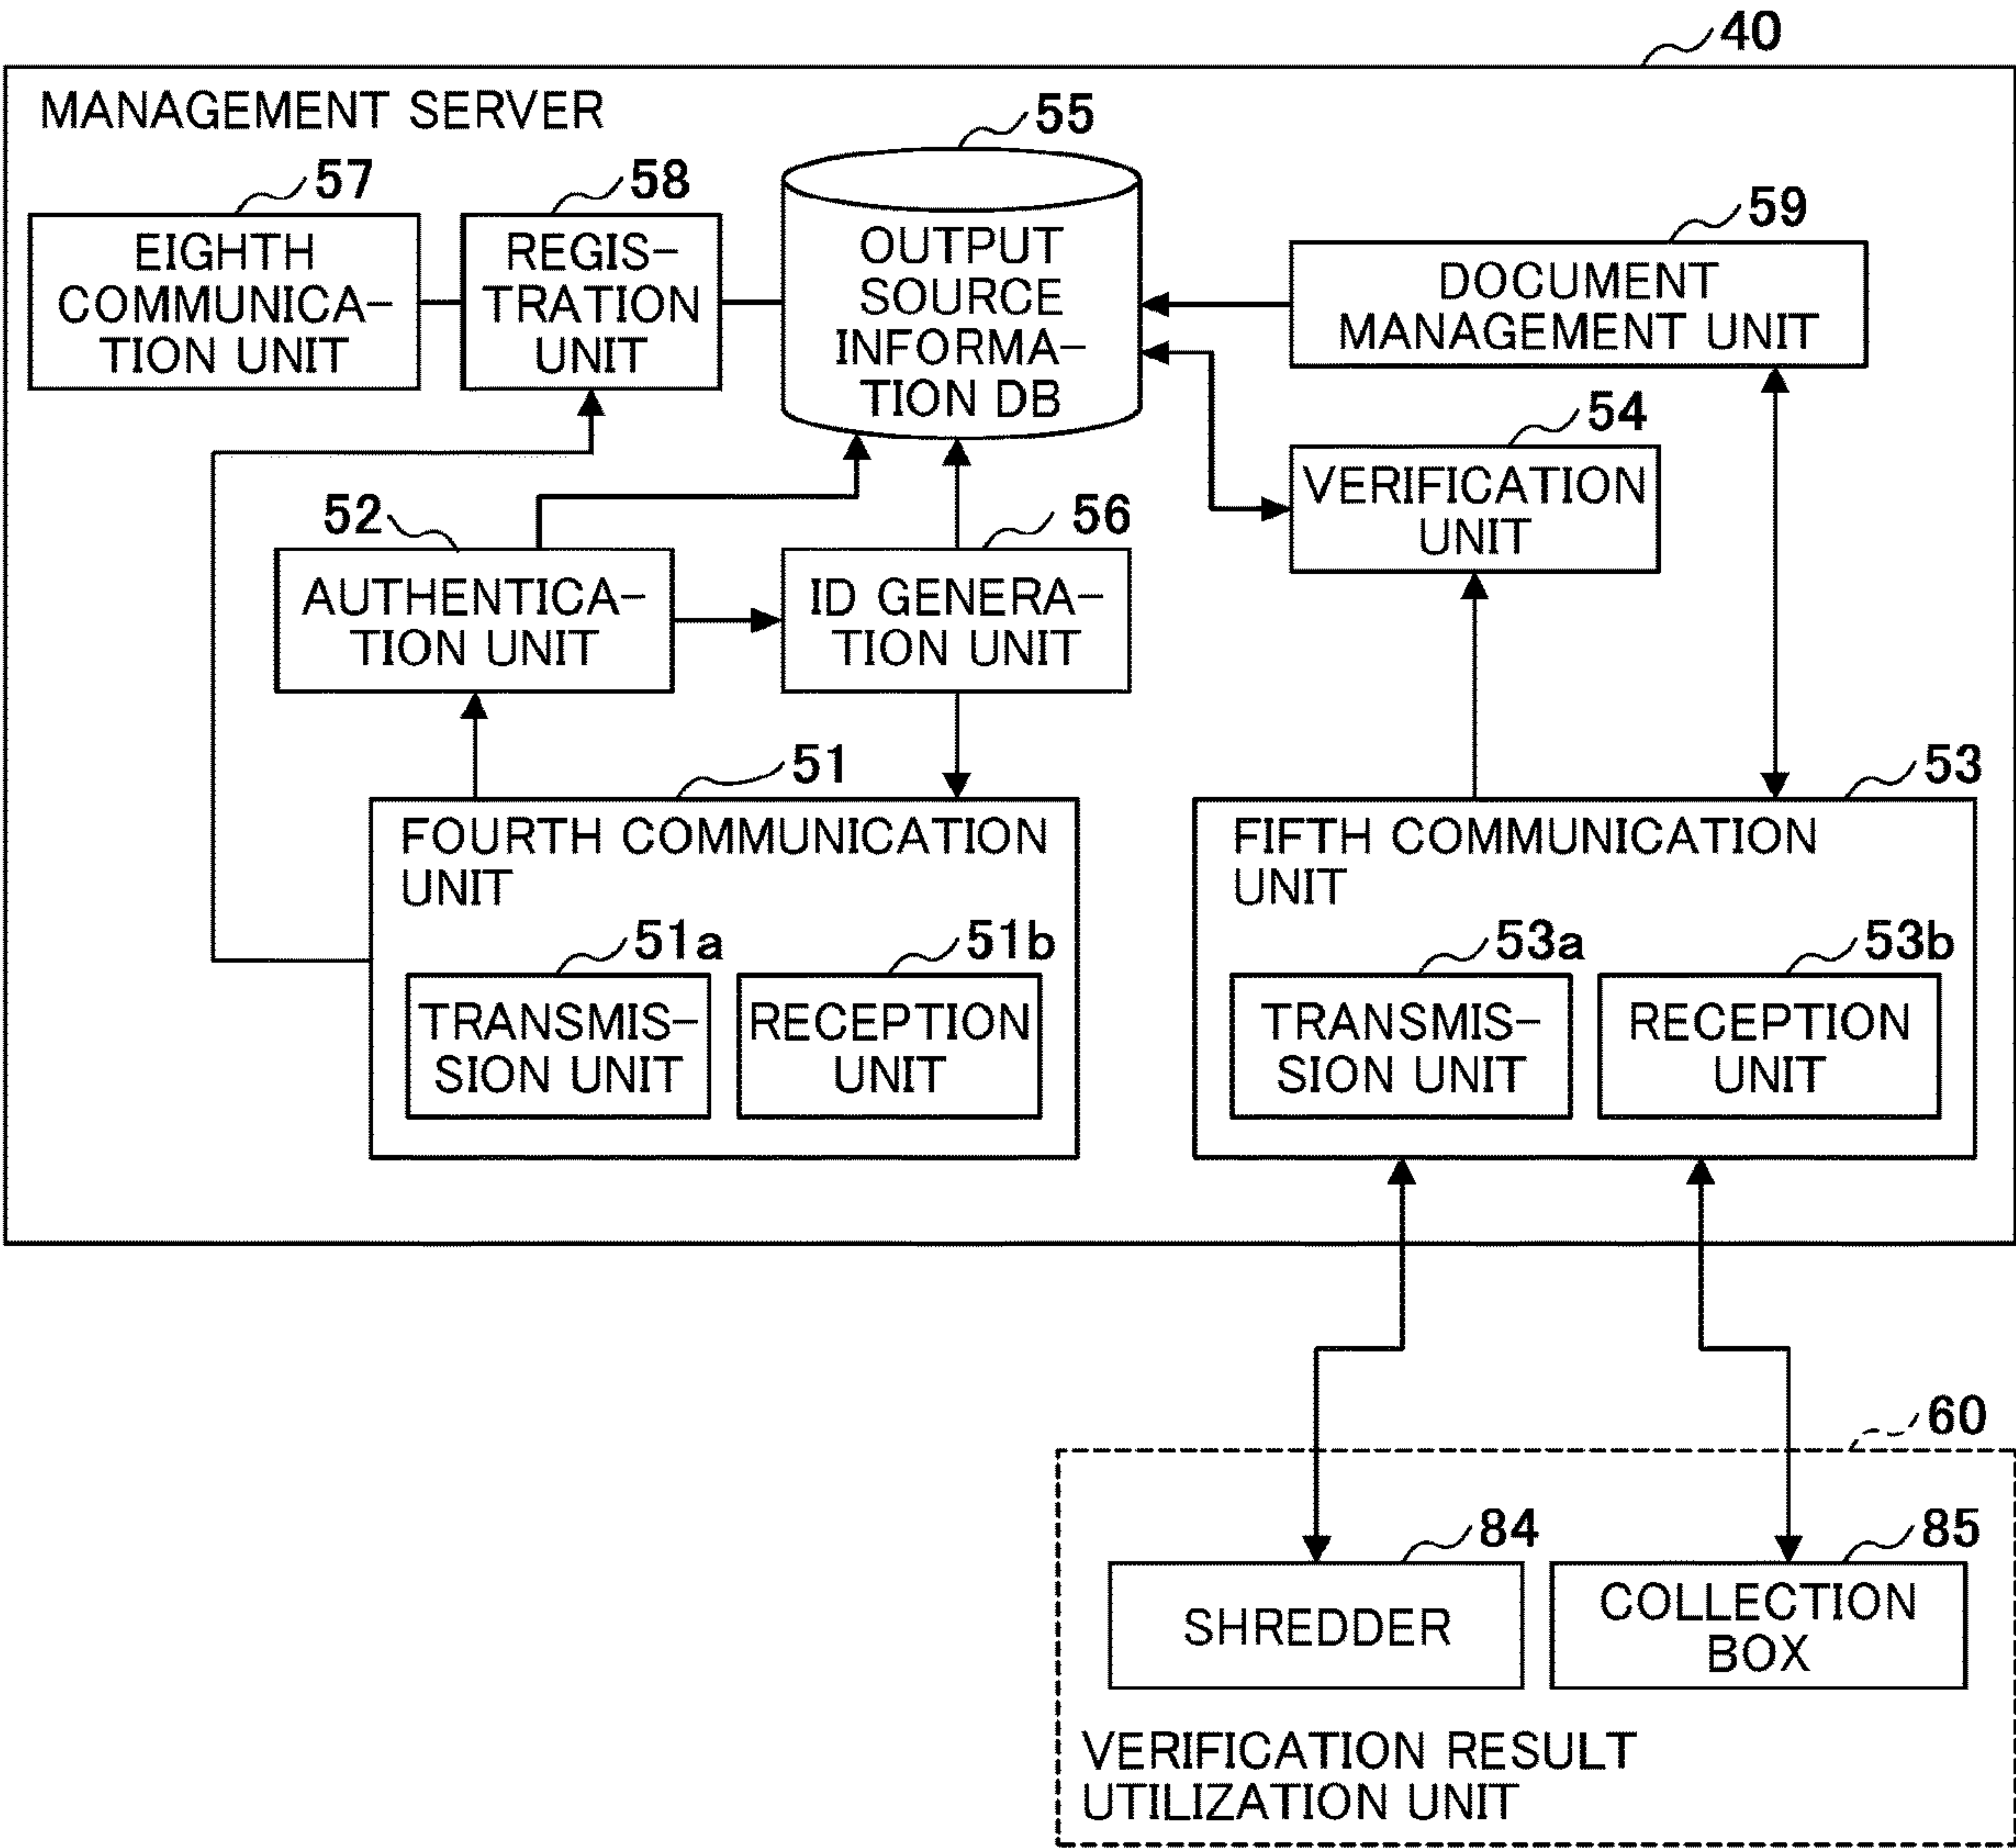 40
MANAGEMENT SERVER
55
57
58
59
EIGHTH
COMMUNICA-
TION UNIT
REGIS-
TRATION
UNIT
OUTPUT
SOURCE
INFORMA-
TION DB
DOCUMENT
MANAGEMENT UNIT
54
VERIFICATION
UNIT
52
56
AUTHENTICA-
TION UNIT
ID GENERA-
TION UNIT
51
53
FOURTH COMMUNICATION
UNIT
FIFTH COMMUNICATION
UNIT
51a
51b
53a
53b
TRANSMIS-
SION UNIT
RECEPTION
UNIT
TRANSMIS-
SION UNIT
RECEPTION
UNIT
60
84
85
SHREDDER
COLLECTION
BOX
VERIFICATION RESULT
UTILIZATION UNIT